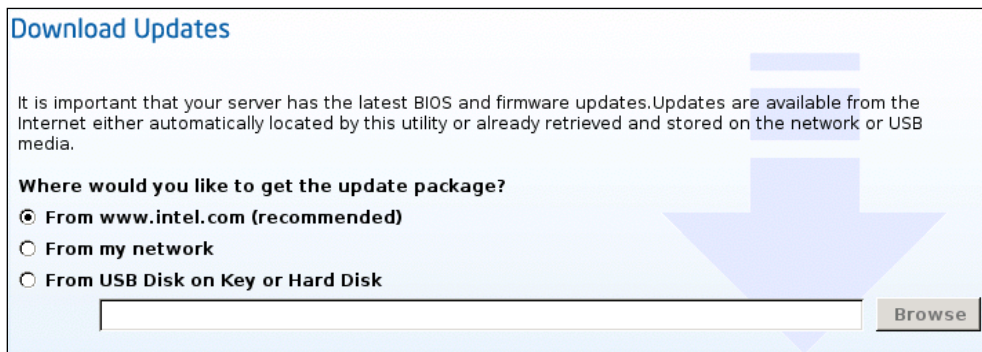 Download Updates
It is important that your server has the latest BIOS and firmware updates.Updates are available from the
Internet either automatically located by this utility or already retrieved and stored on the network or USB
media.
Where would you like to get the update package?
From www.intel.com (recommended)
From my network
From USB Disk on Key or Hard Disk
Browse